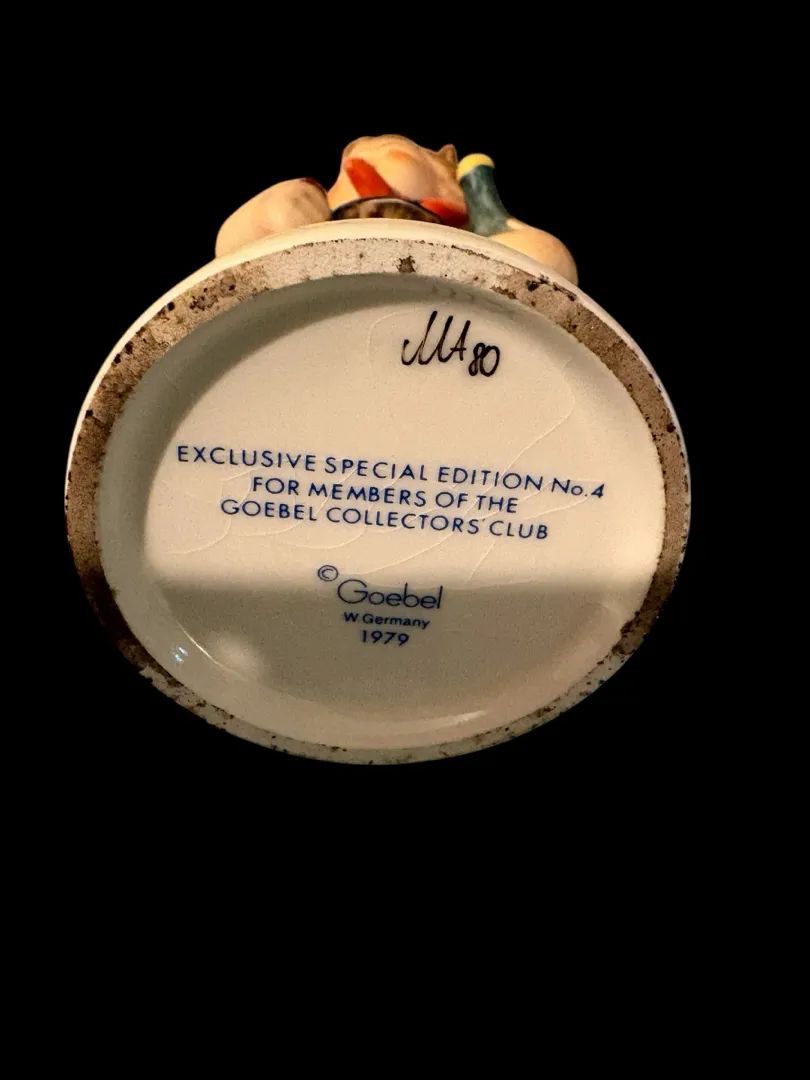 MA 80
EXCLUSIVE SPECIAL EDITION No. 4
FOR MEMBERS OF THE
GOEBEL COLLECTORS' CLUB
© Goebel
W. Germany
1979